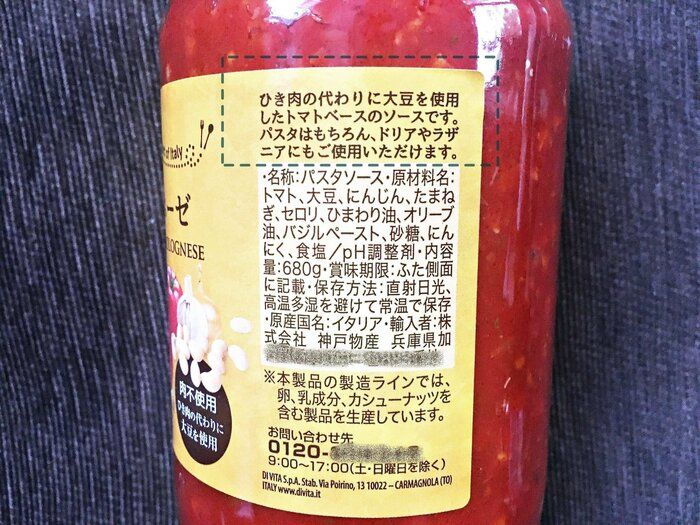 ひき肉の代わりに大豆を使用
したトマトベースのソースです。
パスタはもちろん、ドリアやラザ
ニアにもご使用いただけます。
of Italy
ーゼ
OLOGNESE
・名称:パスタソース・原材料名:
トマト、大豆、にんじん、たまね
ぎ、セロリ、ひまわり油、オリーブ
油、バジルペースト、砂糖、にん
にく、食塩/pH調整剤・内容
量:680g・賞味期限:ふた側面
に記載・保存方法:直射日光、
高温多湿を避けて常温で保存
・原産国名:イタリア・輸入者:株
式会社 神戸物産 兵庫県加
肉不使用
ひき肉の代わりに
大豆を使用
※本製品の製造ラインでは、
卵、乳成分、カシューナッツを
含む製品を生産しています。
お問い合わせ先
0120-
9:00~17:00(土・日曜日を除く)
DI VITA S.p.A. Stab. Via Poirino, 13 10022 – CARMAGNOLA (TO)
ITALY www.divita.it